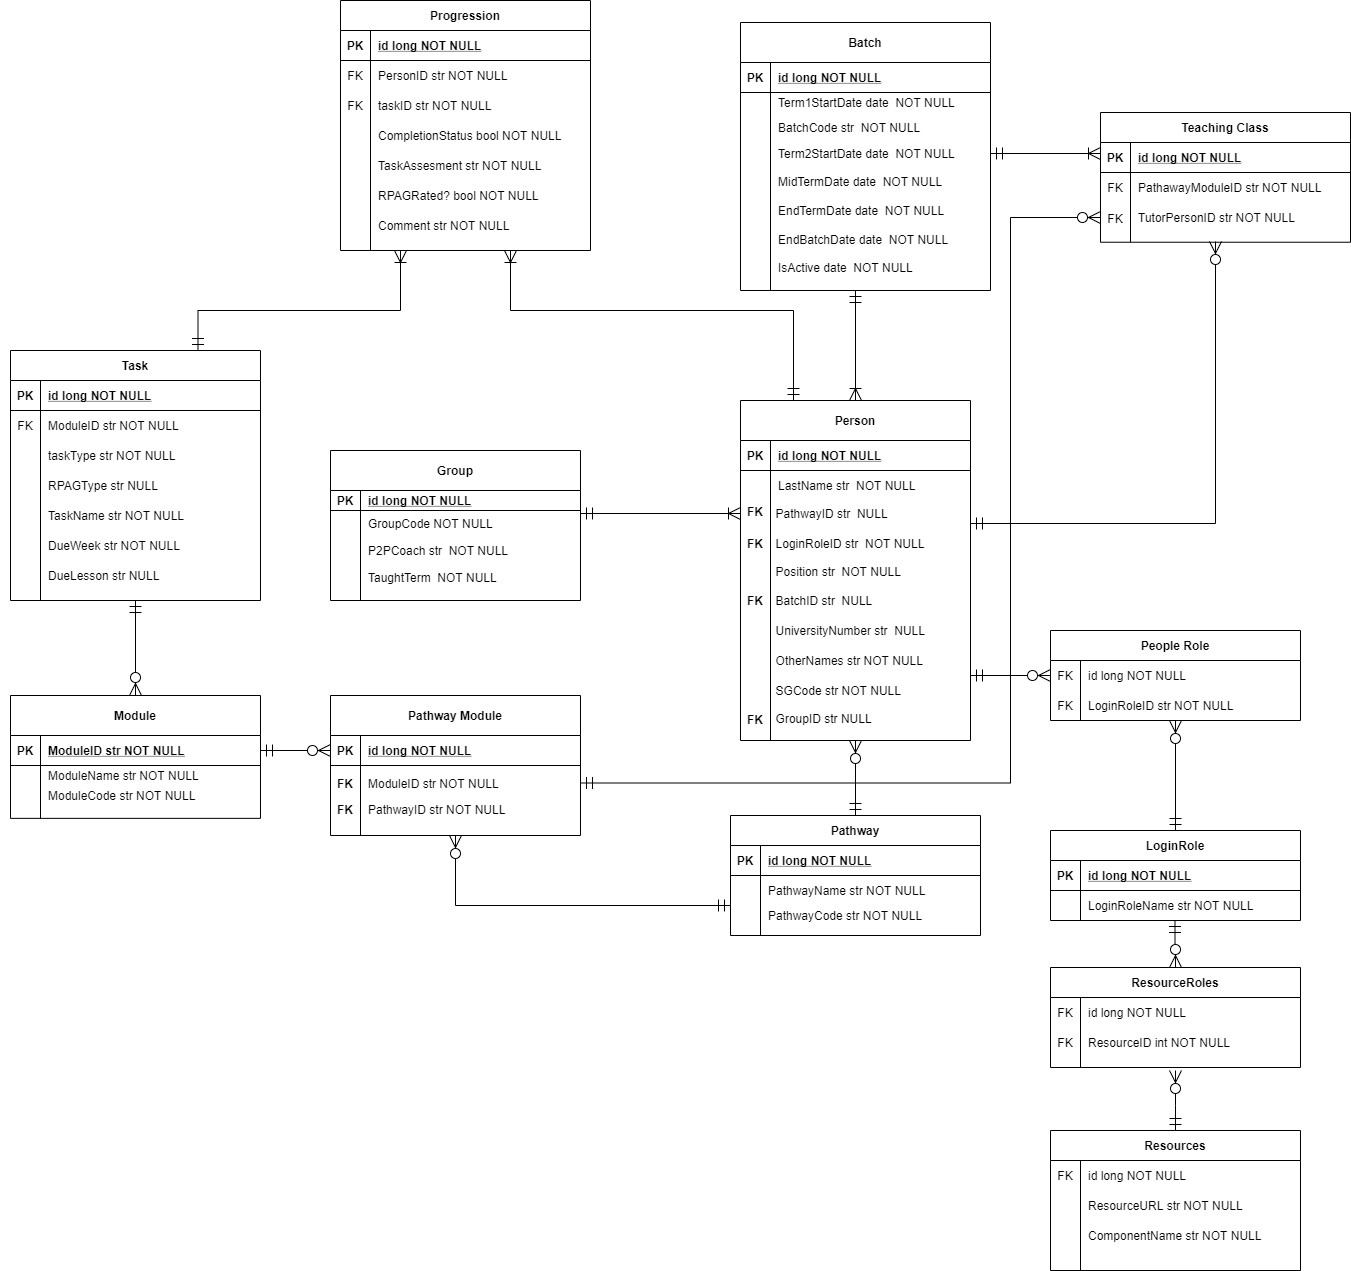 Progression
PK id long NOT NULL
FK PersonID str NOT NULL
FK taskID str NOT NULL
CompletionStatus bool NOT NULL
TaskAssesment str NOT NULL
RPAGRated? bool NOT NULL
Comment str NOT NULL
Batch
PK id long NOT NULL
Term1StartDate date NOT NULL
BatchCode str NOT NULL
Term2StartDate date NOT NULL
MidTermDate date NOT NULL
EndTermDate date NOT NULL
EndBatchDate date NOT NULL
IsActive date NOT NULL
Teaching Class
PK id long NOT NULL
FK PathawayModuleID str NOT NULL
FK TutorPersonID str NOT NULL
Task
PK id long NOT NULL
FK ModuleID str NOT NULL
taskType str NOT NULL
RPAGType str NULL
TaskName str NOT NULL
DueWeek str NOT NULL
DueLesson str NULL
Group
PK id long NOT NULL
GroupCode NOT NULL
P2PCoach str NOT NULL
TaughtTerm NOT NULL
Person
PK id long NOT NULL
LastName str NOT NULL
FK PathwayID str NULL
FK LoginRoleID str NOT NULL
Position str NOT NULL
FK BatchID str NULL
UniversityNumber str NULL
OtherNames str NOT NULL
SGCode str NOT NULL
FK GroupID str NULL
People Role
FK id long NOT NULL
FK LoginRoleID str NOT NULL
Module
PK ModuleID str NOT NULL
ModuleName str NOT NULL
ModuleCode str NOT NULL
Pathway Module
PK id long NOT NULL
FK ModuleID str NOT NULL
FK PathwayID str NOT NULL
Pathway
PK id long NOT NULL
PathwayName str NOT NULL
PathwayCode str NOT NULL
LoginRole
PK id long NOT NULL
LoginRoleName str NOT NULL
ResourceRoles
FK id long NOT NULL
FK ResourceID int NOT NULL
Resources
FK id long NOT NULL
ResourceURL str NOT NULL
ComponentName str NOT NULL